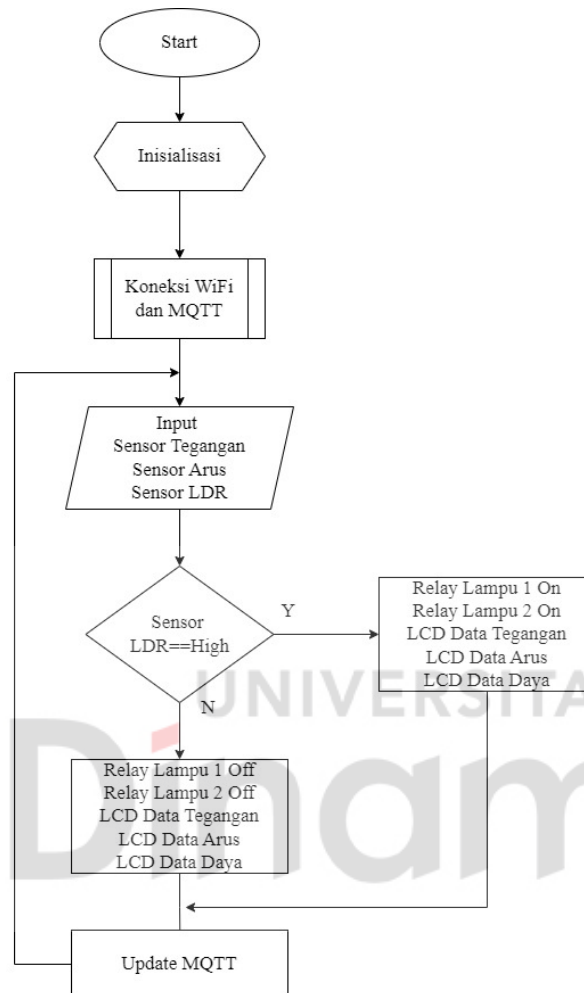 Start
Inisialisasi
Koneksi WiFi
dan MQTT
Input
Sensor Tegangan
Sensor Arus
Sensor LDR
Sensor
LDR==High
Y
Relay Lampu 1 On
Relay Lampu 2 On
LCD Data Tegangan
LCD Data Arus
LCD Data Daya
N
UNIVERSITA
Dinam
Relay Lampu 1 Off
Relay Lampu 2 Off
LCD Data Tegangan
LCD Data Arus
LCD Data Daya
Update MQTT